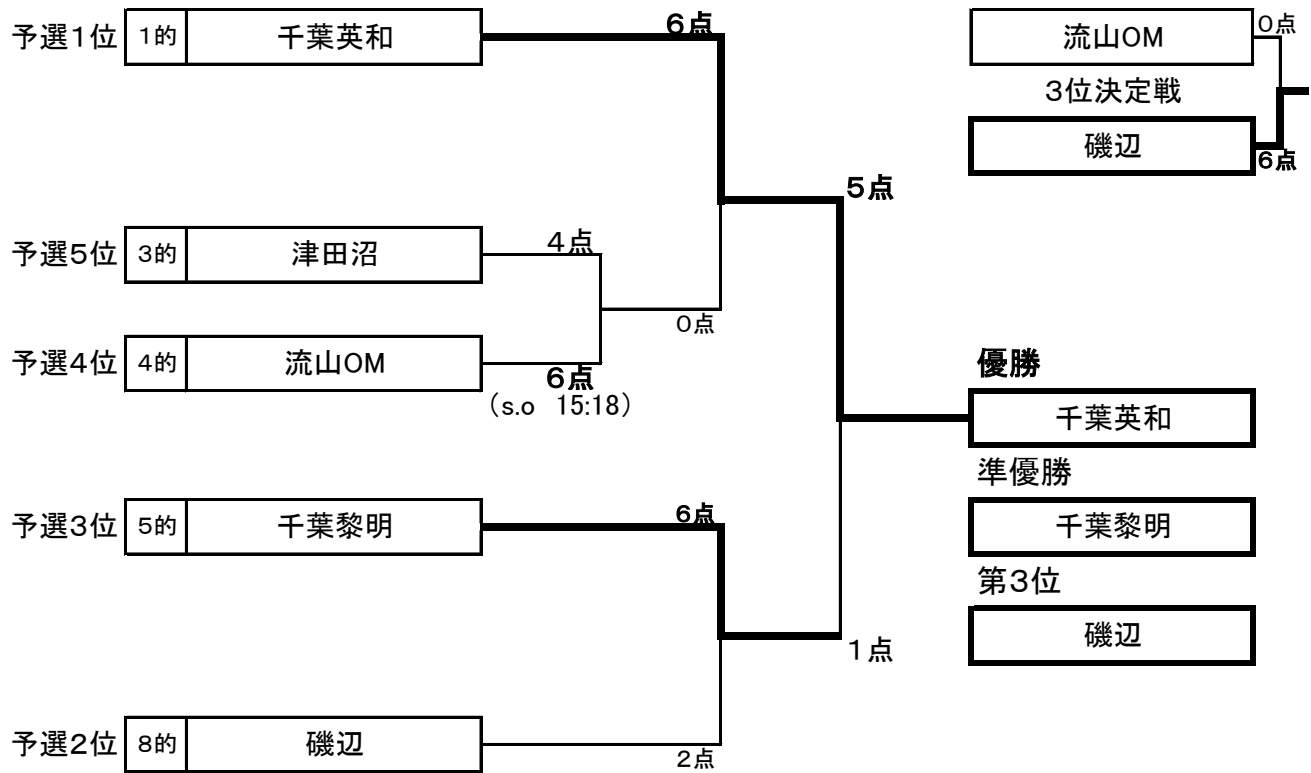 予選１位 1的 千葉英和 ６点
流山OM ０点
３位決定戦
磯辺 ６点
５点
予選５位 3的 津田沼 ４点
０点
予選４位 4的 流山OM ６点
（s.o 15:18）
優勝
千葉英和
準優勝
予選３位 5的 千葉黎明 ６点
千葉黎明
第３位
磯辺
１点
予選２位 8的 磯辺 ２点